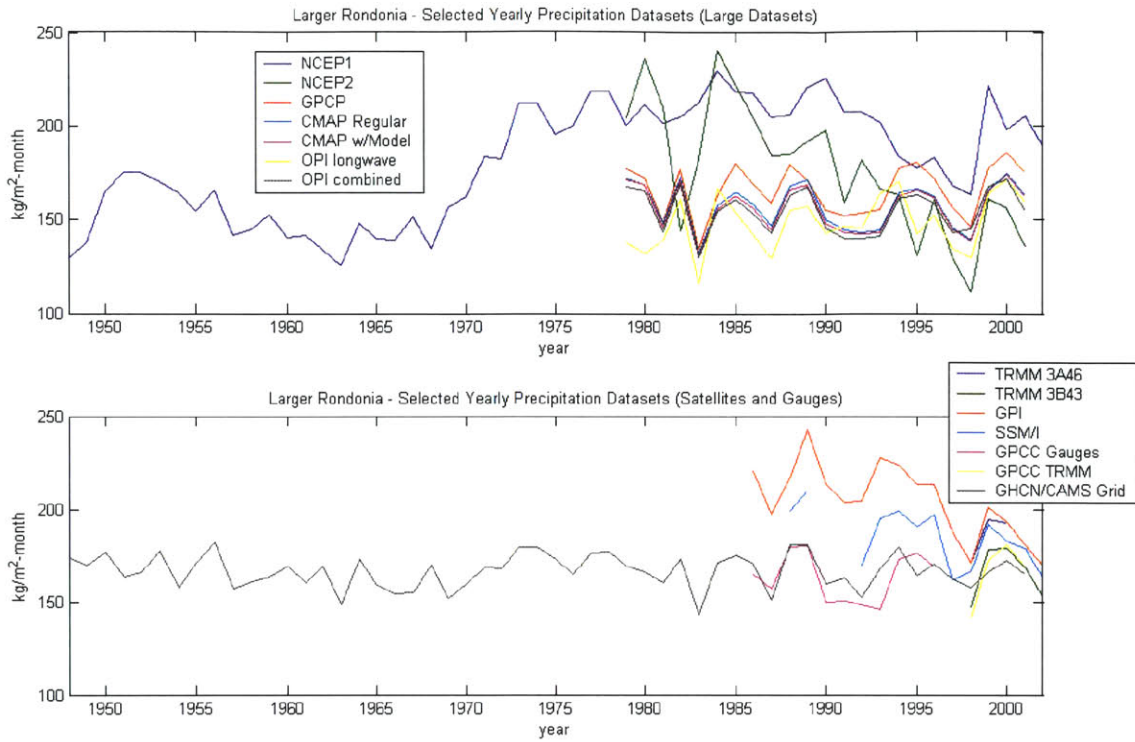 Larger Rondonia - Selected Yearly Precipitation Datasets (Large Datasets)
250
200
150
100
kg/m²-month
NCEP1
NCEP2
GPCP
CMAP Regular
CMAP w/Model
OPI longwave
OPI combined
1950 1955 1960 1965 1970 1975 1980 1985 1990 1995 2000
year
Larger Rondonia - Selected Yearly Precipitation Datasets (Satellites and Gauges)
250
200
150
100
kg/m²-month
TRMM 3A46
TRMM 3B43
GPI
SSM/I
GPCC Gauges
GPCC TRMM
GHCN/CAMS Grid
1950 1955 1960 1965 1970 1975 1980 1985 1990 1995 2000
year